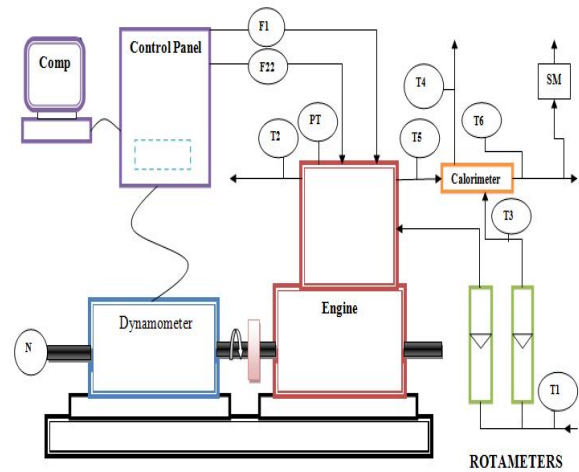 F1
Control Panel
Comp
F22
T4
SM
T2
PT
T5
T6
Calorimeter
T3
Engine
Dynamometer
N
T1
ROTAMETERS